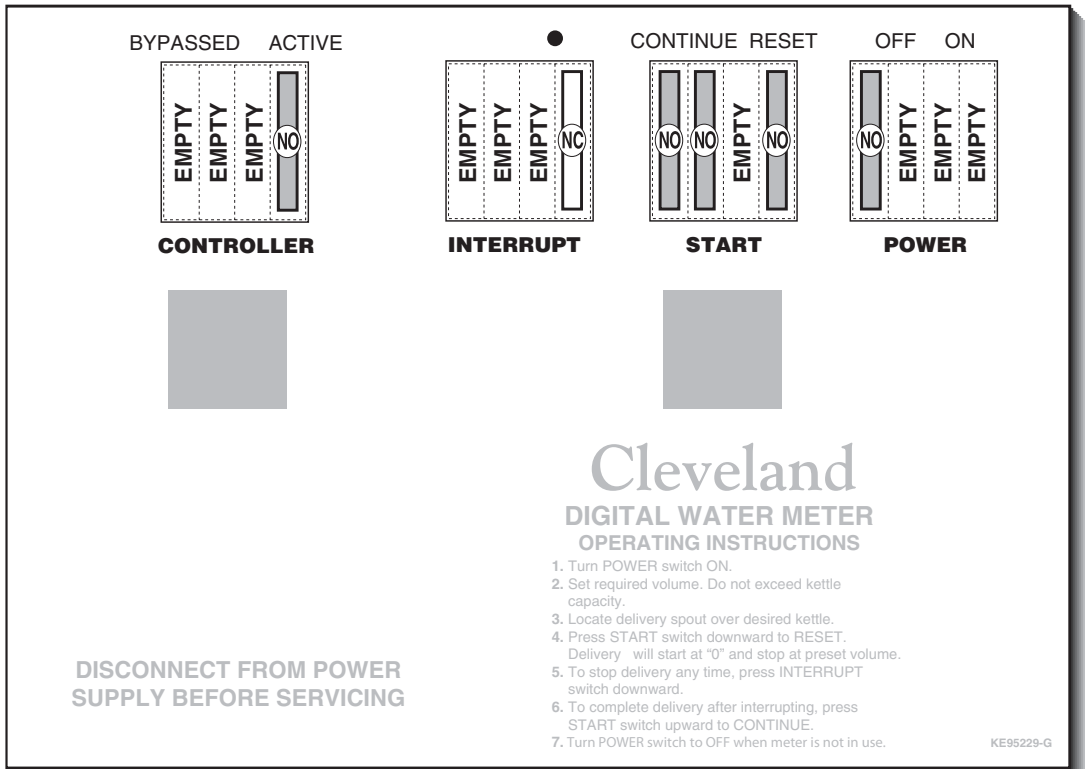 BYPASSED ACTIVE
● CONTINUE RESET OFF ON
EMPTY EMPTY EMPTY NO
EMPTY EMPTY EMPTY NC
NO NO EMPTY NO
NO EMPTY EMPTY EMPTY
CONTROLLER INTERRUPT START POWER
Cleveland
DIGITAL WATER METER
OPERATING INSTRUCTIONS
1. Turn POWER switch ON.
2. Set required volume. Do not exceed kettle
capacity.
3. Locate delivery spout over desired kettle.
4. Press START switch downward to RESET.
Delivery will start at “0” and stop at preset volume.
5. To stop delivery any time, press INTERRUPT
switch downward.
6. To complete delivery after interrupting, press
START switch upward to CONTINUE.
7. Turn POWER switch to OFF when meter is not in use.
DISCONNECT FROM POWER
SUPPLY BEFORE SERVICING
KE95229-G